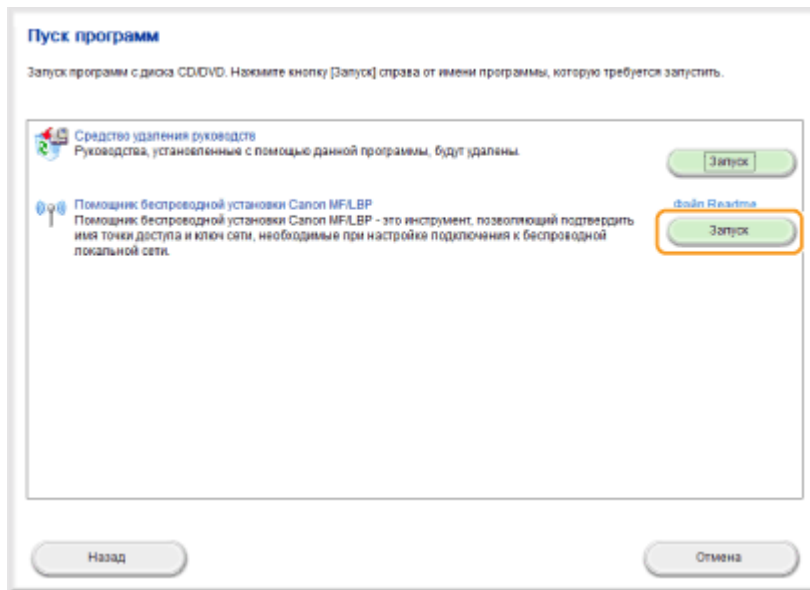 Пуск программ
Запуск программ с диска CD/DVD. Нажмите кнопку [Запуск] справа от имени программы, которую требуется запустить.
Средство удаления руководств
Руководства, установленные с помощью данной программы, будут удалены.
Запуск
Помощник беспроводной установки Canon MF/LBP
Файл Readme
Помощник беспроводной установки Canon MF/LBP - это инструмент, позволяющий подтвердить
имя точки доступа и ключ сети, необходимые при настройке подключения к беспроводной
локальной сети.
Запуск
Назад
Отмена